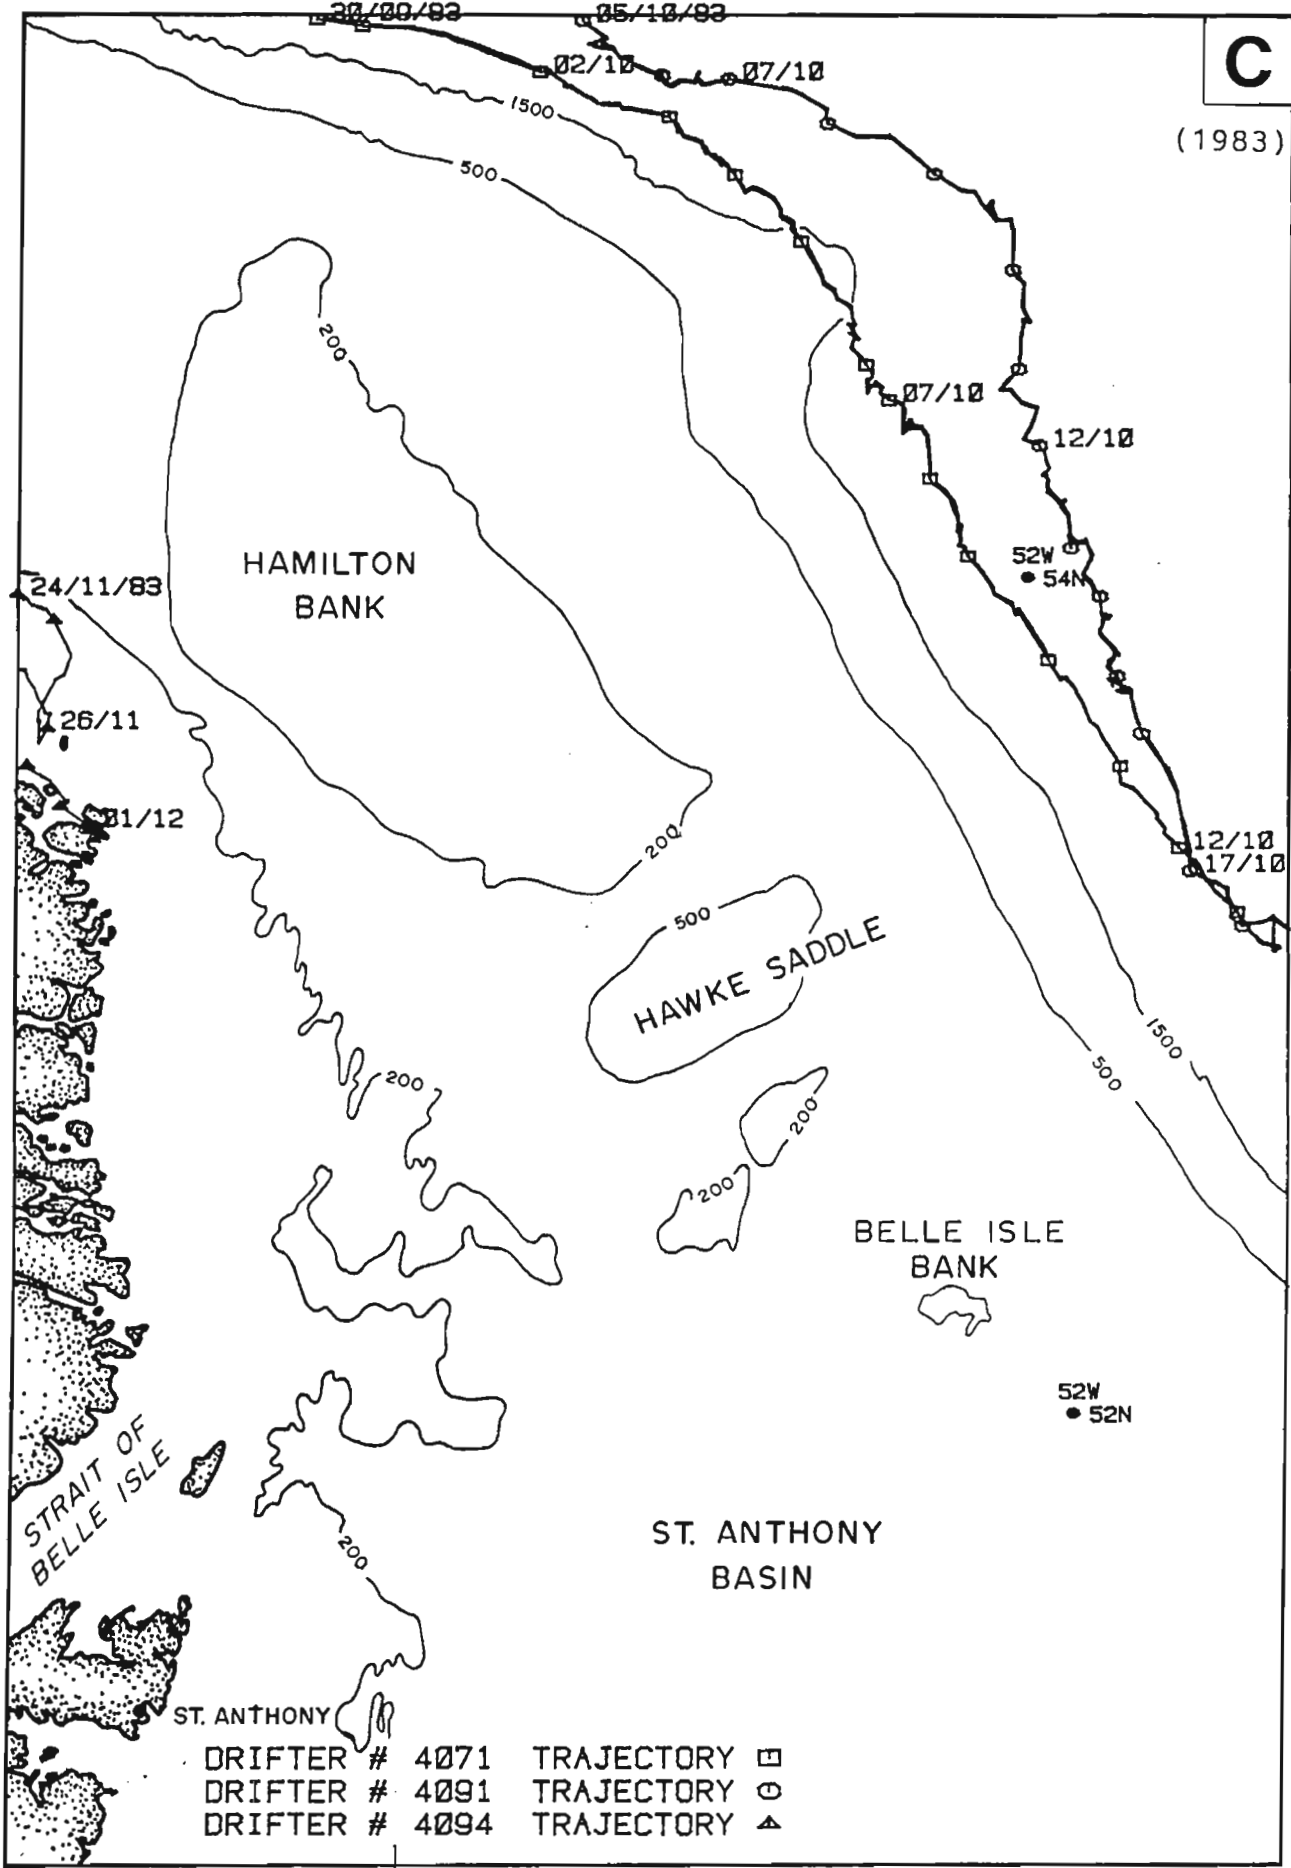 30/09/83
05/10/83
C
(1983)
02/10
07/10
1500
500
200
07/10
12/10
HAMILTON
BANK
52W
54N
24/11/83
26/11
01/12
200
12/10
17/10
500
HAWKE SADDLE
1500
500
200
200
200
BELLE ISLE
BANK
52W
52N
STRAIT OF
BELLE ISLE
ST. ANTHONY
BASIN
200
ST. ANTHONY
DRIFTER # 4071 TRAJECTORY
DRIFTER # 4091 TRAJECTORY
DRIFTER # 4094 TRAJECTORY